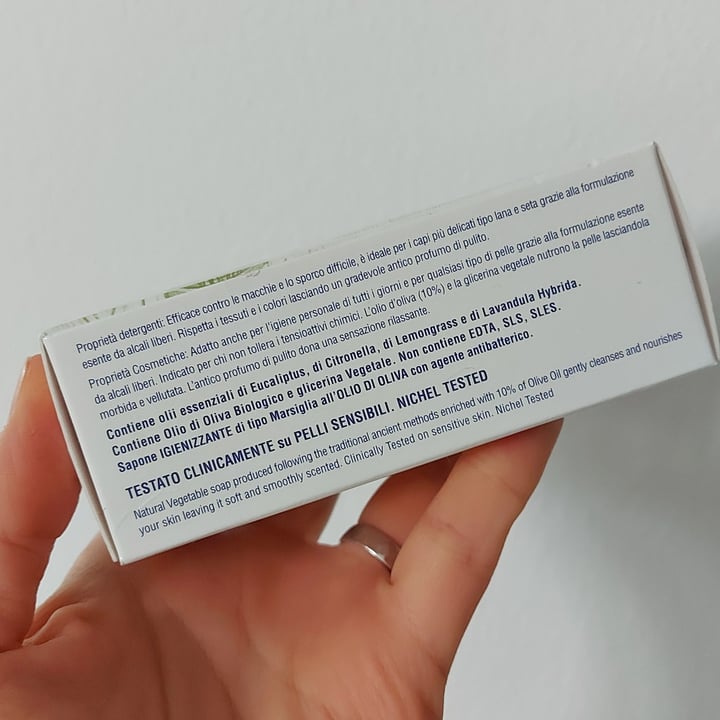 Proprietà detergenti: Efficace contro le macchie e lo sporco difficile, è ideale per i capi più delicati tipo lana e seta grazie alla formulazione
esente da alcali liberi. Rispetta i tessuti e i colori lasciando un gradevole antico profumo di pulito.
Proprietà Cosmetiche: Adatto anche per l'igiene personale di tutti i giorni e per qualsiasi tipo di pelle grazie alla formulazione esente
da alcali liberi. Indicato per chi non tollera i tensioattivi chimici. L'olio d'oliva (10%) e la glicerina vegetale nutrono la pelle lasciandola
morbida e vellutata. L'antico profumo di pulito dona una sensazione rilassante.
Contiene olii essenziali di Eucaliptus, di Citronella, di Lemongrass e di Lavandula Hybrida.
Contiene Olio di Oliva Biologico e glicerina Vegetale. Non contiene EDTA, SLS, SLES.
Sapone IGIENIZZANTE di tipo Marsiglia all'OLIO DI OLIVA con agente antibatterico.
TESTATO CLINICAMENTE su PELLI SENSIBILI. NICHEL TESTED
Natural Vegetable soap produced following the traditional ancient methods enriched with 10% of Olive Oil gently cleanses and nourishes
your skin leaving it soft and smoothly scented. Clinically Tested on sensitive skin. Nichel Tested